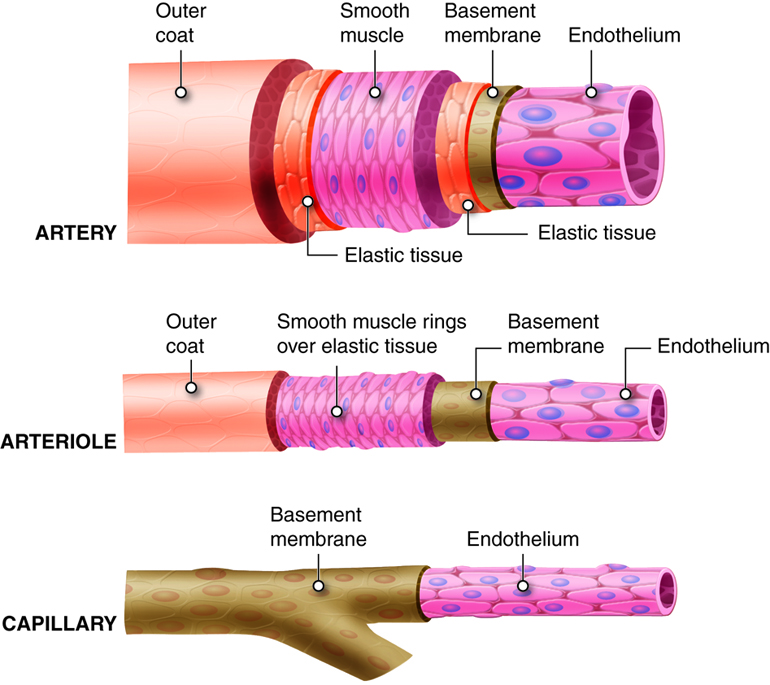 Outer
coat
Smooth
muscle
Basement
membrane
Endothelium
ARTERY
Elastic tissue
Elastic tissue
Outer
coat
Smooth muscle rings
over elastic tissue
Basement
membrane
Endothelium
ARTERIOLE
Basement
membrane
Endothelium
CAPILLARY